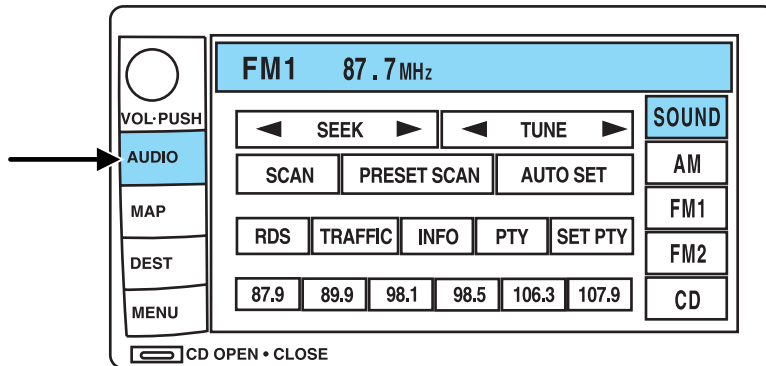 FM1 87.7 MHz
VOL·PUSH
AUDIO
MAP
DEST
MENU
SEEK TUNE
SCAN PRESET SCAN AUTO SET
RDS TRAFFIC INFO PTY SET PTY
87.9 89.9 98.1 98.5 106.3 107.9
SOUND
AM
FM1
FM2
CD
CD OPEN • CLOSE